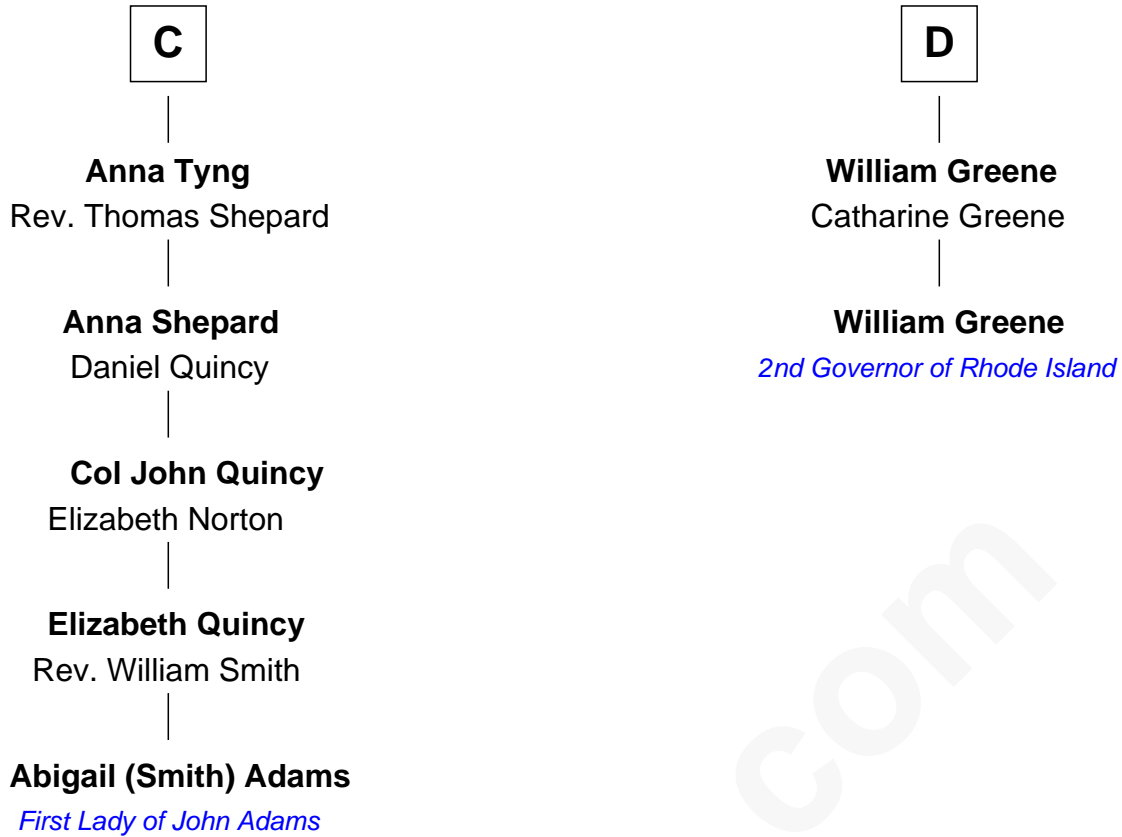 C
Anna Tyng
Rev. Thomas Shepard
Anna Shepard
Daniel Quincy
Col John Quincy
Elizabeth Norton
Elizabeth Quincy
Rev. William Smith
Abigail (Smith) Adams
First Lady of John Adams
D
William Greene
Catharine Greene
William Greene
2nd Governor of Rhode Island
com